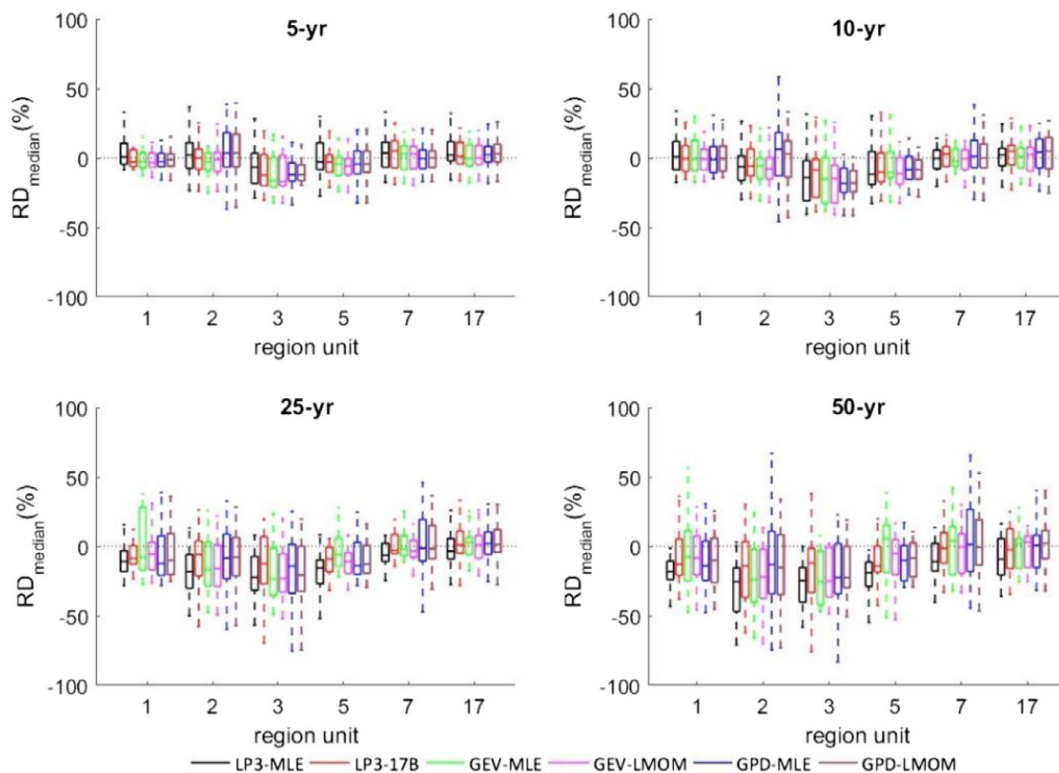 5-yr
100
50
0
-50
-100
RD_median(%)
1 2 3 5 7 17
region unit
10-yr
100
50
0
-50
-100
RD_median(%)
1 2 3 5 7 17
region unit
25-yr
100
50
0
-50
-100
RD_median(%)
1 2 3 5 7 17
region unit
50-yr
100
50
0
-50
-100
RD_median(%)
1 2 3 5 7 17
region unit
LP3-MLE LP3-17B GEV-MLE GEV-LMOM GPD-MLE GPD-LMOM